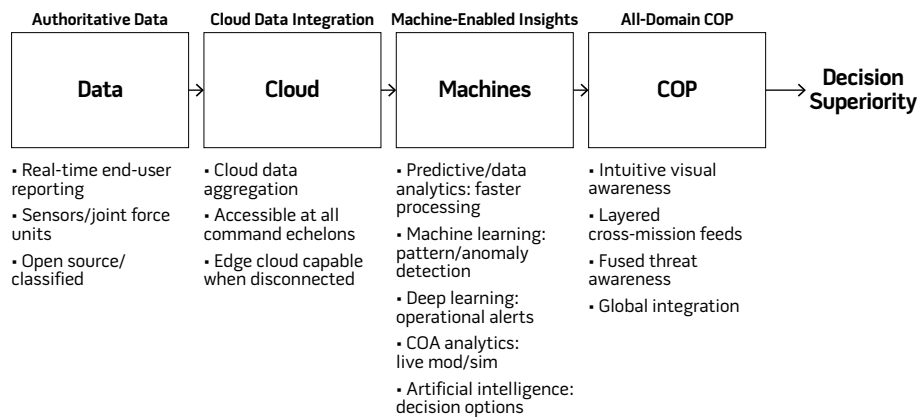 Authoritative Data
Cloud Data Integration
Machine-Enabled Insights
All-Domain COP
Data
Cloud
Machines
COP
Decision
Superiority
▪ Real-time end-user
reporting
▪ Sensors/joint force
units
▪ Open source/
classified
▪ Cloud data
aggregation
▪ Accessible at all
command echelons
▪ Edge cloud capable
when disconnected
▪ Predictive/data
analytics: faster
processing
▪ Machine learning:
pattern/anomaly
detection
▪ Deep learning:
operational alerts
▪ COA analytics:
live mod/sim
▪ Artificial intelligence:
decision options
▪ Intuitive visual
awareness
▪ Layered
cross-mission feeds
▪ Fused threat
awareness
▪ Global integration